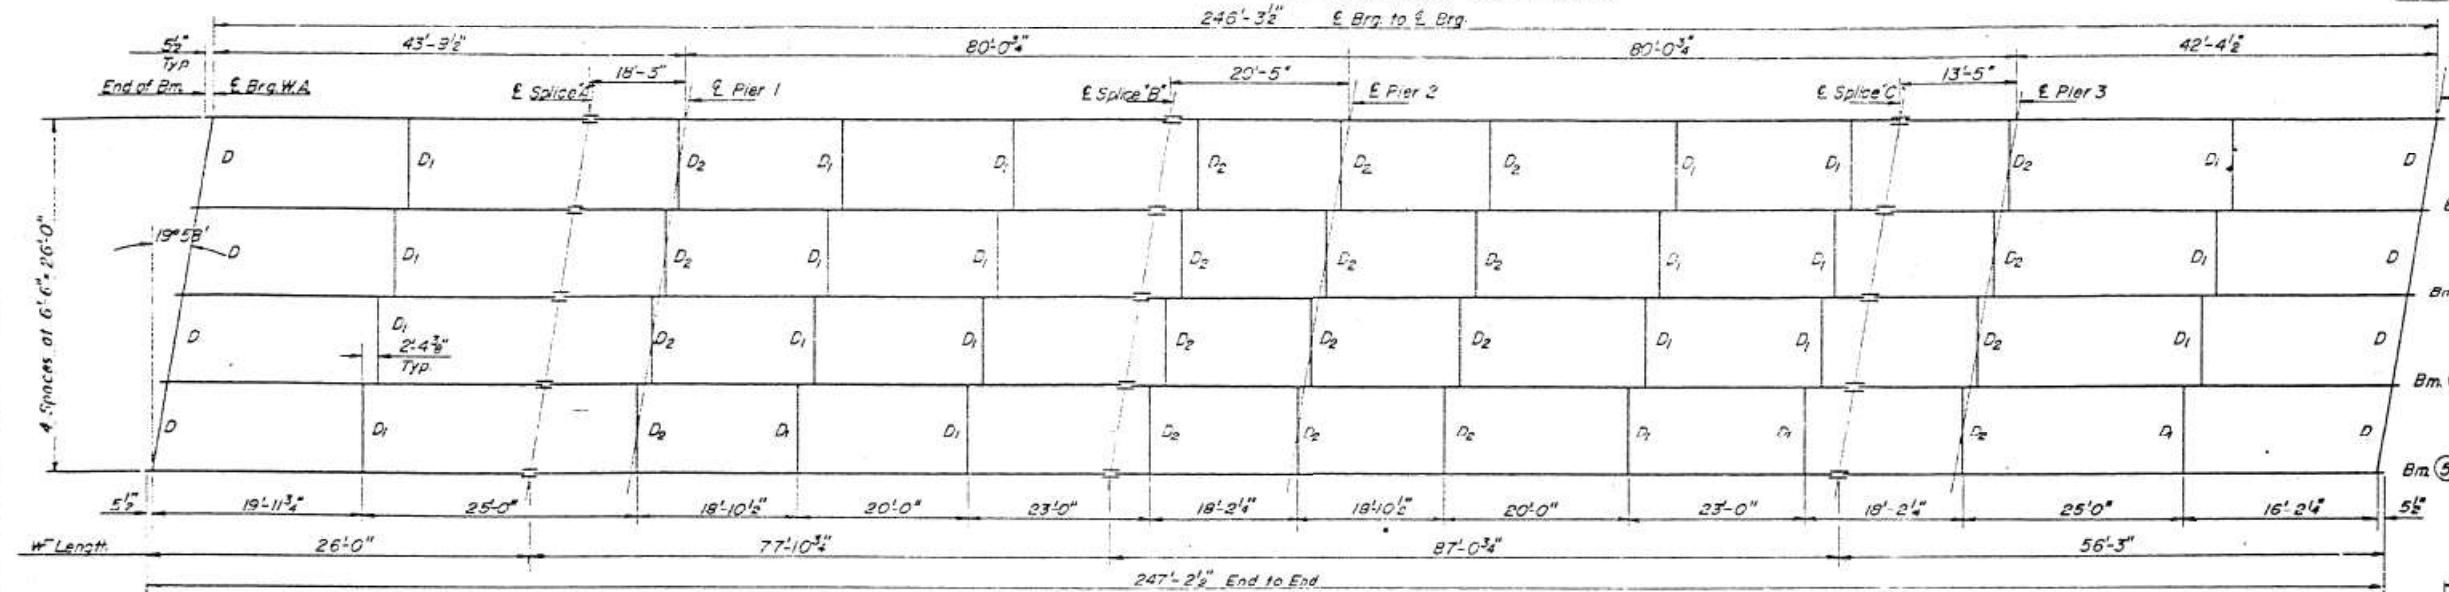 246'-3½" ℄ Brg. to ℄ Brg.
5½" Typ. 43'-9½" 80'-0¾" 80'-0¾" 42'-4½"
18'-5" 20'-5" 13'-5"
End of Bm. ℄ Brg. W.A. ℄ Splice "A" ℄ Pier 1 ℄ Splice "B" ℄ Pier 2 ℄ Splice "C" ℄ Pier 3
D D₁ D₂ D₁ D₁ D₂ D₂ D₂ D₁ D₁ D₂ D₁ D
4 Spaces at 6'-6" = 26'-0"
19°58'
D D₁ D₂ D₁ D₁ D₂ D₂ D₂ D₁ D₁ D₂ D₁ D
D D₁ D₂ D₁ D₁ D₂ D₂ D₂ D₁ D₁ D₂ D₁ D
2'-4⅜"
Typ.
Bm.
D D₁ D₂ D₁ D₁ D₂ D₂ D₂ D₁ D₁ D₂ D₁ D
Bm. ⑤
5½" 19'-11¾" 25'-0" 18'-10½" 20'-0" 23'-0" 18'-2¼" 18'-10½" 20'-0" 23'-0" 18'-2¼" 25'0" 16'-2¼" 5½"
WF Length 26'-0" 77'-10¾" 87'-0¾" 56'-3"
247'-2½" End to End